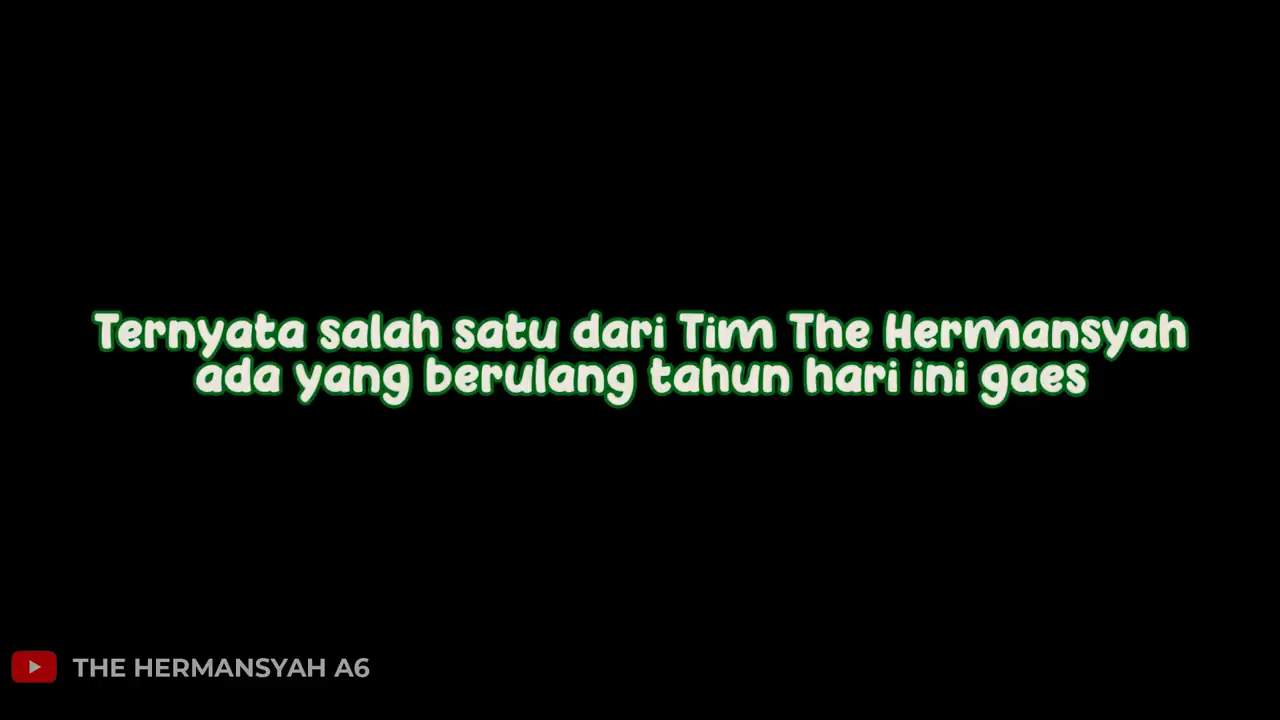 Ternyata salah satu dari Tim The Hermansyah
ada yang berulang tahun hari ini gaes
THE HERMANSYAH A6